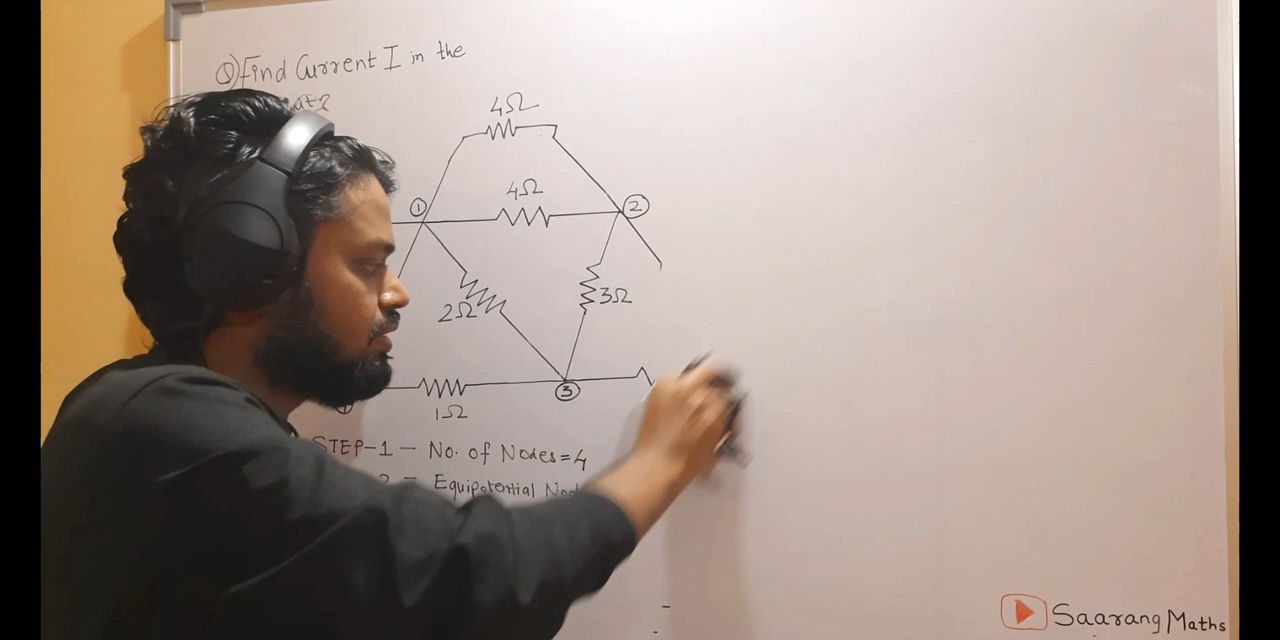 Q) Find Current I in the
4Ω
4Ω
1
2
2Ω
3Ω
1Ω
3
STEP-1 - No. of Nodes=4
- Equipotential
Saarang Maths